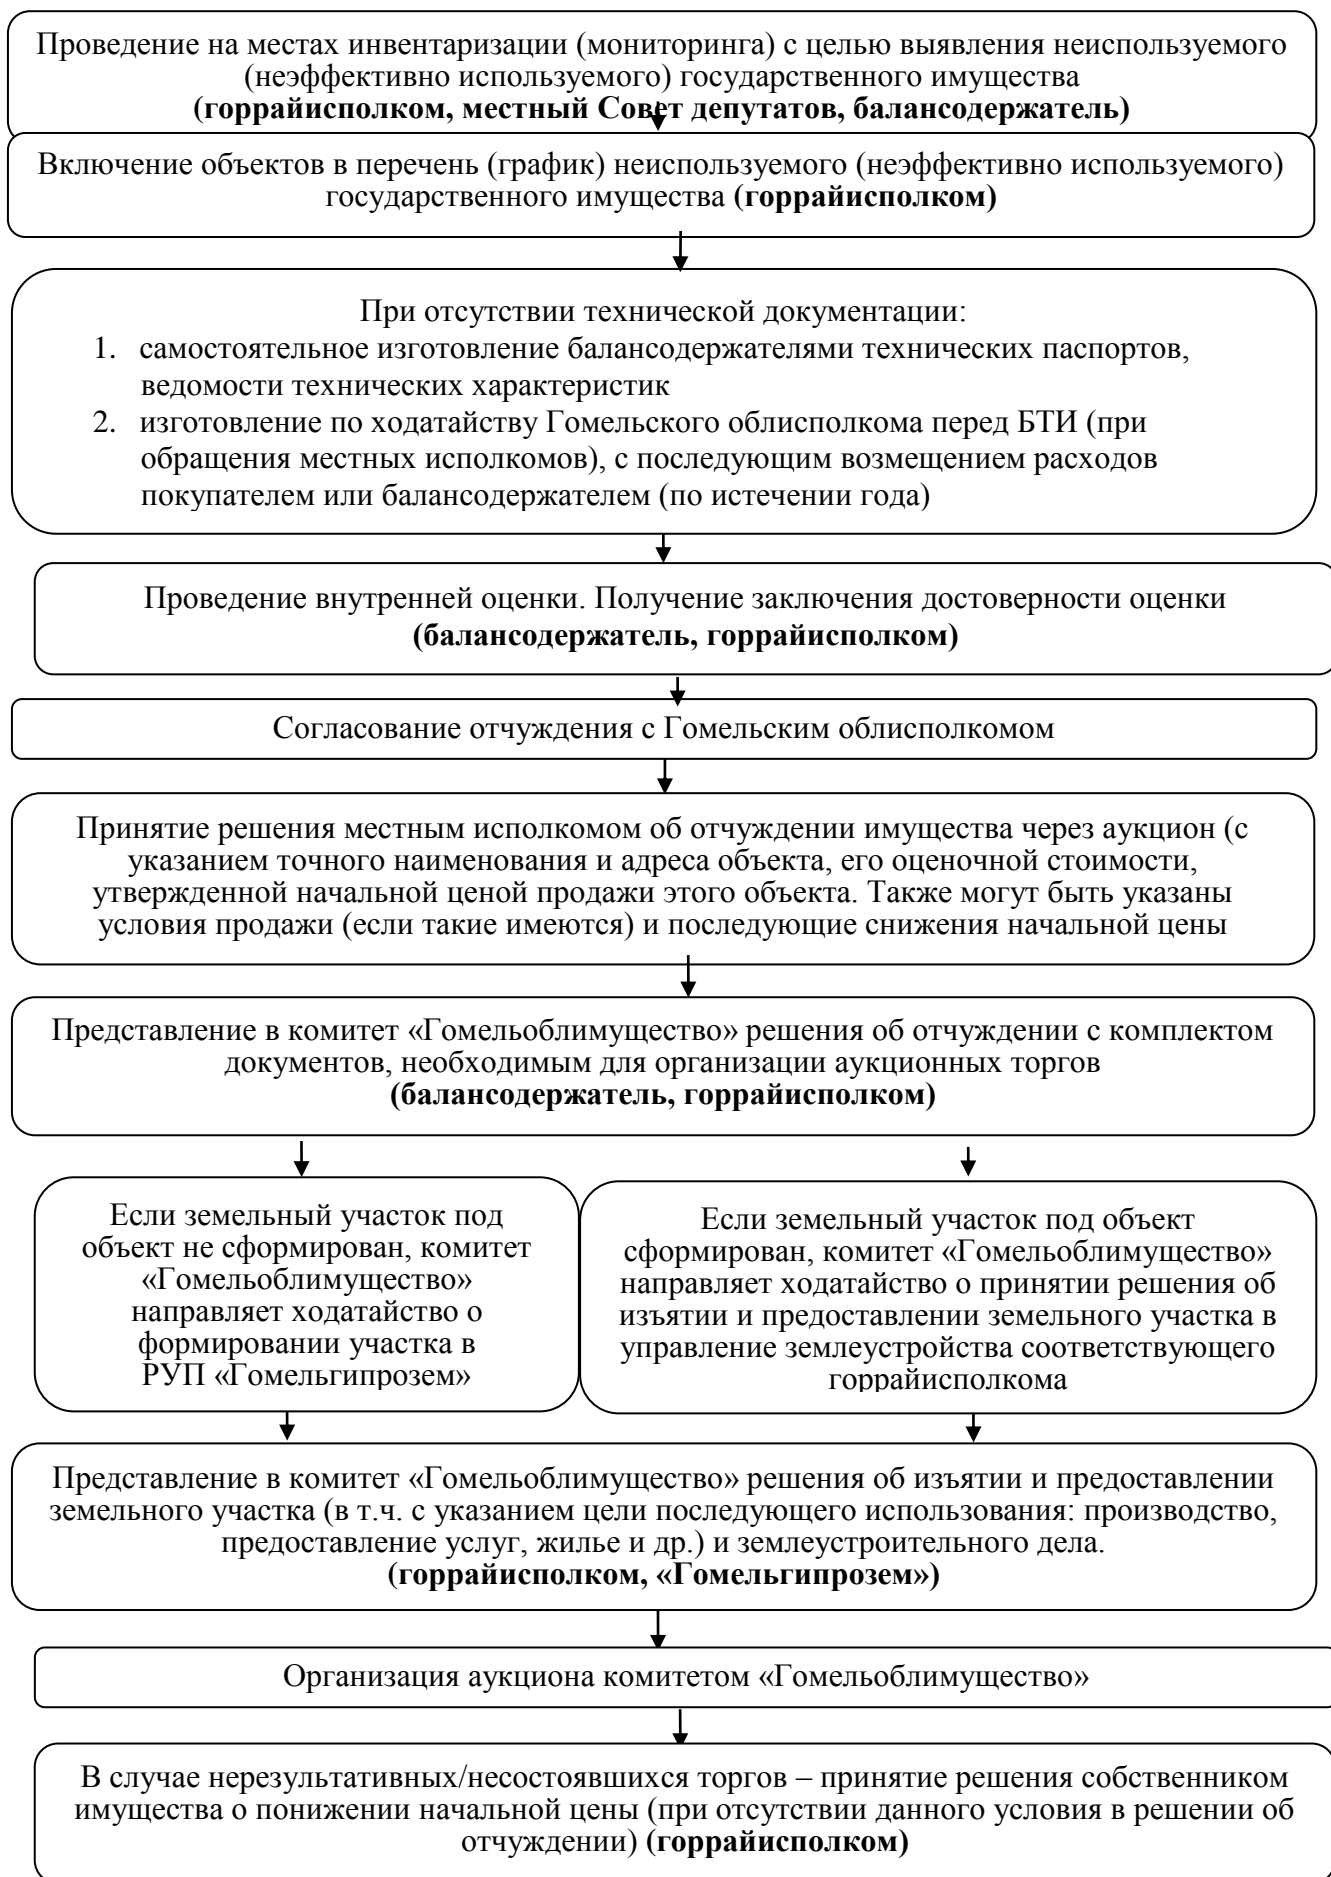 Проведение на местах инвентаризации (мониторинга) с целью выявления неиспользуемого
(неэффективно используемого) государственного имущества
(горрайисполком, местный Совет депутатов, балансодержатель)
Включение объектов в перечень (график) неиспользуемого (неэффективно используемого)
государственного имущества (горрайисполком)
При отсутствии технической документации:
1. самостоятельное изготовление балансодержателями технических паспортов,
ведомости технических характеристик
2. изготовление по ходатайству Гомельского облисполкома перед БТИ (при
обращения местных исполкомов), с последующим возмещением расходов
покупателем или балансодержателем (по истечении года)
Проведение внутренней оценки. Получение заключения достоверности оценки
(балансодержатель, горрайисполком)
Согласование отчуждения с Гомельским облисполкомом
Принятие решения местным исполкомом об отчуждении имущества через аукцион (с
указанием точного наименования и адреса объекта, его оценочной стоимости,
утвержденной начальной ценой продажи этого объекта. Также могут быть указаны
условия продажи (если такие имеются) и последующие снижения начальной цены
Представление в комитет «Гомельоблимущество» решения об отчуждении с комплектом
документов, необходимым для организации аукционных торгов
(балансодержатель, горрайисполком)
Если земельный участок под
объект не сформирован, комитет
«Гомельоблимущество»
направляет ходатайство о
формировании участка в
РУП «Гомельгипрозем»
Если земельный участок под объект
сформирован, комитет «Гомельоблимущество»
направляет ходатайство о принятии решения об
изъятии и предоставлении земельного участка в
управление землеустройства соответствующего
горрайисполкома
Представление в комитет «Гомельоблимущество» решения об изъятии и предоставлении
земельного участка (в т.ч. с указанием цели последующего использования: производство,
предоставление услуг, жилье и др.) и землеустроительного дела.
(горрайисполком, «Гомельгипрозем»)
Организация аукциона комитетом «Гомельоблимущество»
В случае нерезультативных/несостоявшихся торгов – принятие решения собственником
имущества о понижении начальной цены (при отсутствии данного условия в решении об
отчуждении) (горрайисполком)